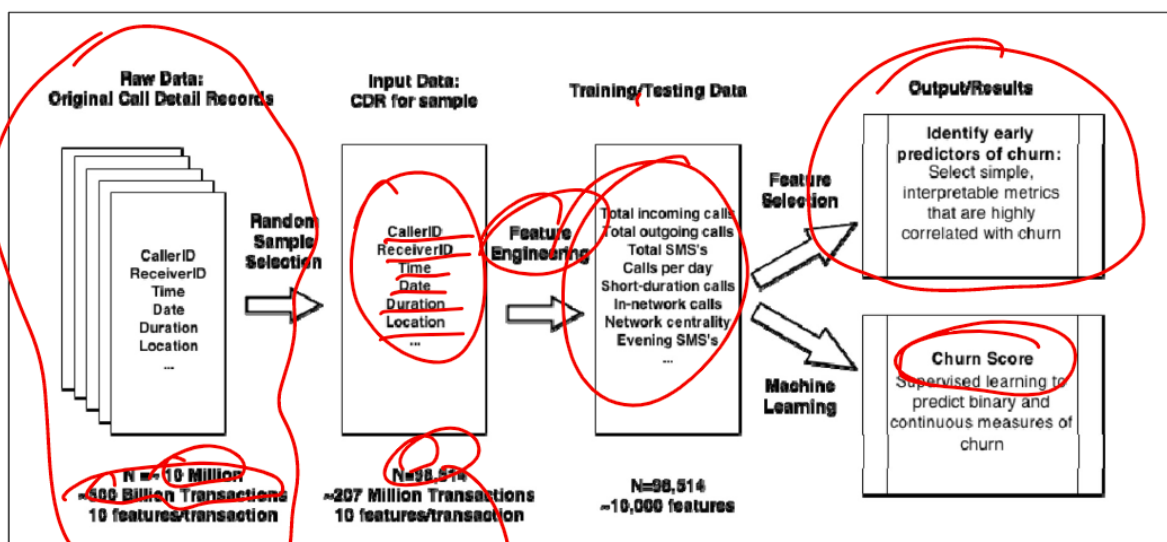 Raw Data:
Original Call Detail Records
CallerID
ReceiverID
Time
Date
Duration
Location
...
N =~ 10 Million
Billion Transactions
10 features/transaction
Random
Sample
Selection
Input Data:
CDR for sample
CallerID
ReceiverID
Time
Date
Duration
Location
...
N=98,514
~207 Million Transactions
10 features/transaction
Feature
Engineering
Training/Testing Data
Total incoming calls
Total outgoing calls
Total SMS's
Calls per day
Short-duration calls
In-network calls
Network centrality
Evening SMS's
...
N=98,514
~10,000 features
Feature
Selection
Machine
Learning
Output/Results
Identify early
predictors of churn:
Select simple,
interpretable metrics
that are highly
correlated with churn
Churn Score
Supervised learning to
predict binary and
continuous measures of
churn